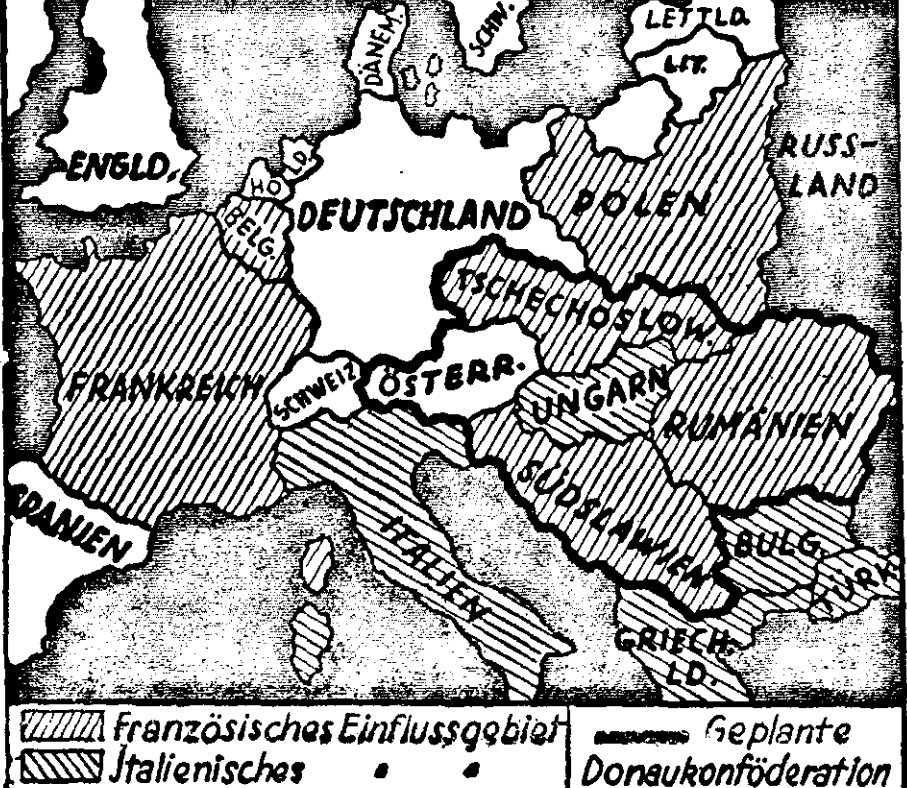 SCHW.
LETTLD.
DÄNEM.
LIT.
RUSS-
LAND
ENGLD.
HOLLD.
BELG.
DEUTSCHLAND
POLEN
TSCHECHOSLOW.
FRANKREICH
SCHWEIZ
ÖSTERR.
UNGARN
RUMÄNIEN
SÜDSLAWIEN
SPANIEN
ITALIEN
BULG.
TÜRK.
GRIECH.
LD.
Französisches Einflussgebiet
Italienisches " "
Geplante
Donaukonföderation